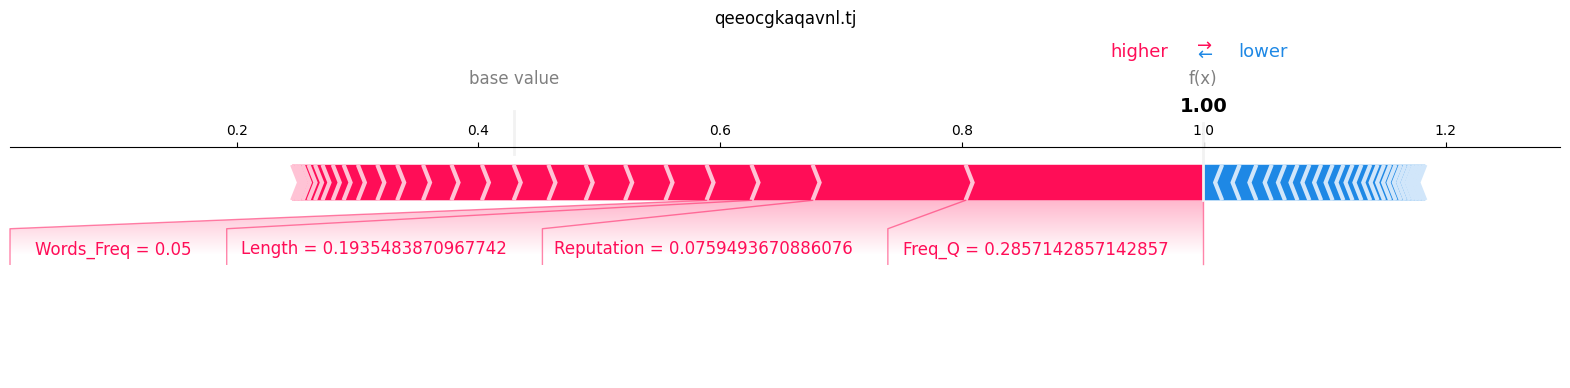 qeeocgkaqavnl.tj
higher → ← lower
base value f(x)
1.00
0.2 0.4 0.6 0.8 1.0 1.2
Words_Freq = 0.05 Length = 0.1935483870967742 Reputation = 0.0759493670886076 Freq_Q = 0.2857142857142857